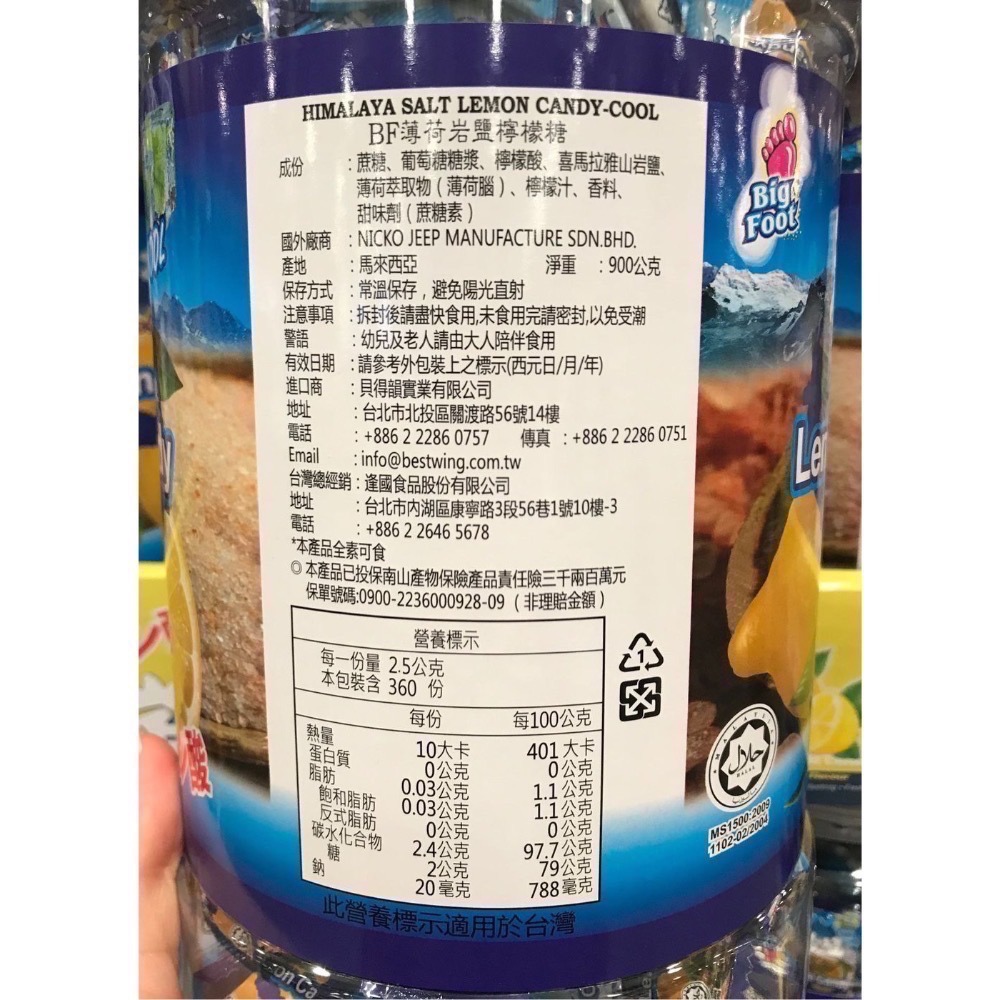 HIMALAYA SALT LEMON CANDY-COOL
BF薄荷岩鹽檸檬糖
成份 : 蔗糖、葡萄糖糖漿、檸檬酸、喜馬拉雅山岩鹽、
薄荷萃取物（薄荷腦）、檸檬汁、香料、
甜味劑（蔗糖素）
國外廠商 : NICKO JEEP MANUFACTURE SDN.BHD.
產地 : 馬來西亞 淨重 : 900公克
保存方式 : 常溫保存，避免陽光直射
注意事項 : 拆封後請盡快食用,未食用完請密封,以免受潮
警語 : 幼兒及老人請由大人陪伴食用
有效日期 : 請參考外包裝上之標示(西元日/月/年)
進口商 : 貝得韻實業有限公司
地址 : 台北市北投區關渡路56號14樓
電話 : +886 2 2286 0757 傳真 : +886 2 2286 0751
Email : info@bestwing.com.tw
台灣總經銷 : 逢國食品股份有限公司
地址 : 台北市內湖區康寧路3段56巷1號10樓-3
電話 : +886 2 2646 5678
*本產品全素可食
◎本產品已投保南山產物保險產品責任險三千兩百萬元
保單號碼:0900-2236000928-09（非理賠金額）
營養標示
每一份量 2.5公克
本包裝含 360 份
每份 每100公克
熱量 10大卡 401大卡
蛋白質 0公克 0公克
脂肪 0.03公克 1.1公克
飽和脂肪 0.03公克 1.1公克
反式脂肪 0公克 0公克
碳水化合物 2.4公克 97.7公克
糖 2公克 79公克
鈉 20毫克 788毫克
此營養標示適用於台灣
1
Big
Foot
Le
MALAYSIA
حلال
HALAL
MS1500:2009
1102-02/2004
酸